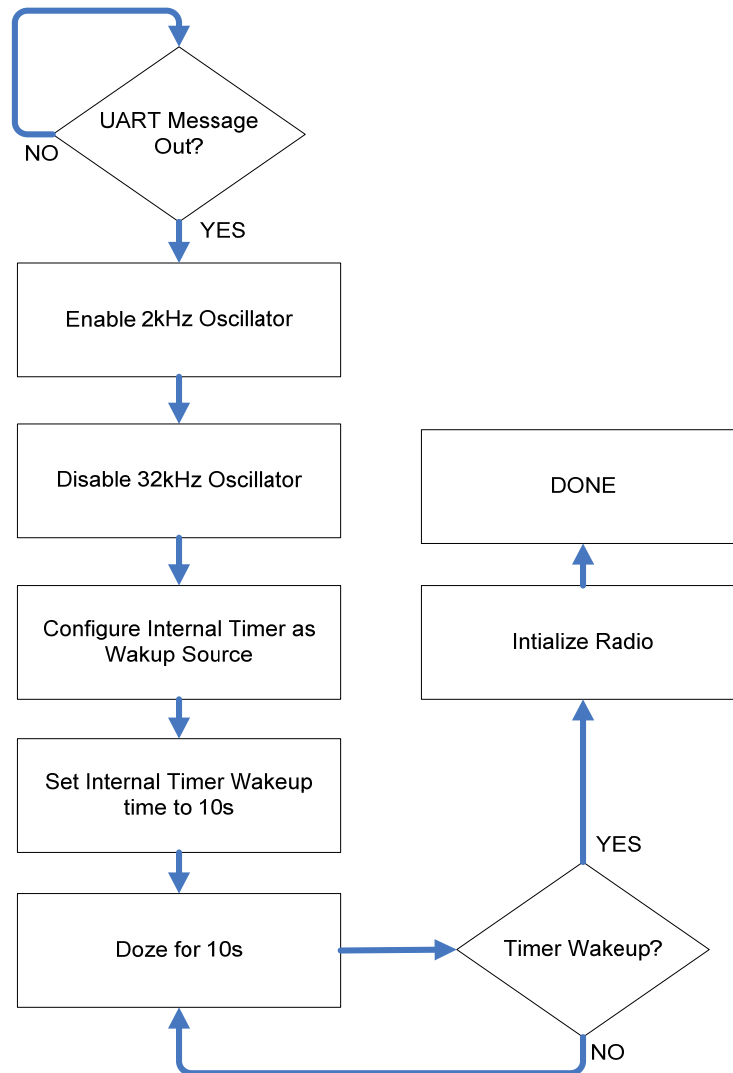 UART Message
Out?
NO
YES
Enable 2kHz Oscillator
Disable 32kHz Oscillator
Configure Internal Timer as
Wakup Source
Set Internal Timer Wakeup
time to 10s
Doze for 10s
Timer Wakeup?
NO
YES
Intialize Radio
DONE